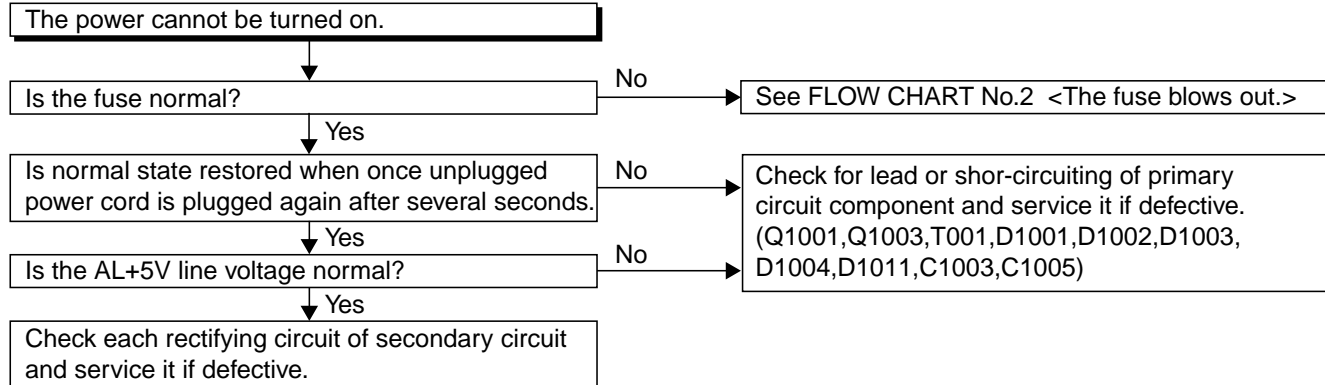 The power cannot be turned on.
Is the fuse normal?
No
See FLOW CHART No.2 <The fuse blows out.>
Yes
Is normal state restored when once unplugged
power cord is plugged again after several seconds.
No
Check for lead or shor-circuiting of primary
circuit component and service it if defective.
(Q1001,Q1003,T001,D1001,D1002,D1003,
D1004,D1011,C1003,C1005)
Yes
Is the AL+5V line voltage normal?
No
Yes
Check each rectifying circuit of secondary circuit
and service it if defective.